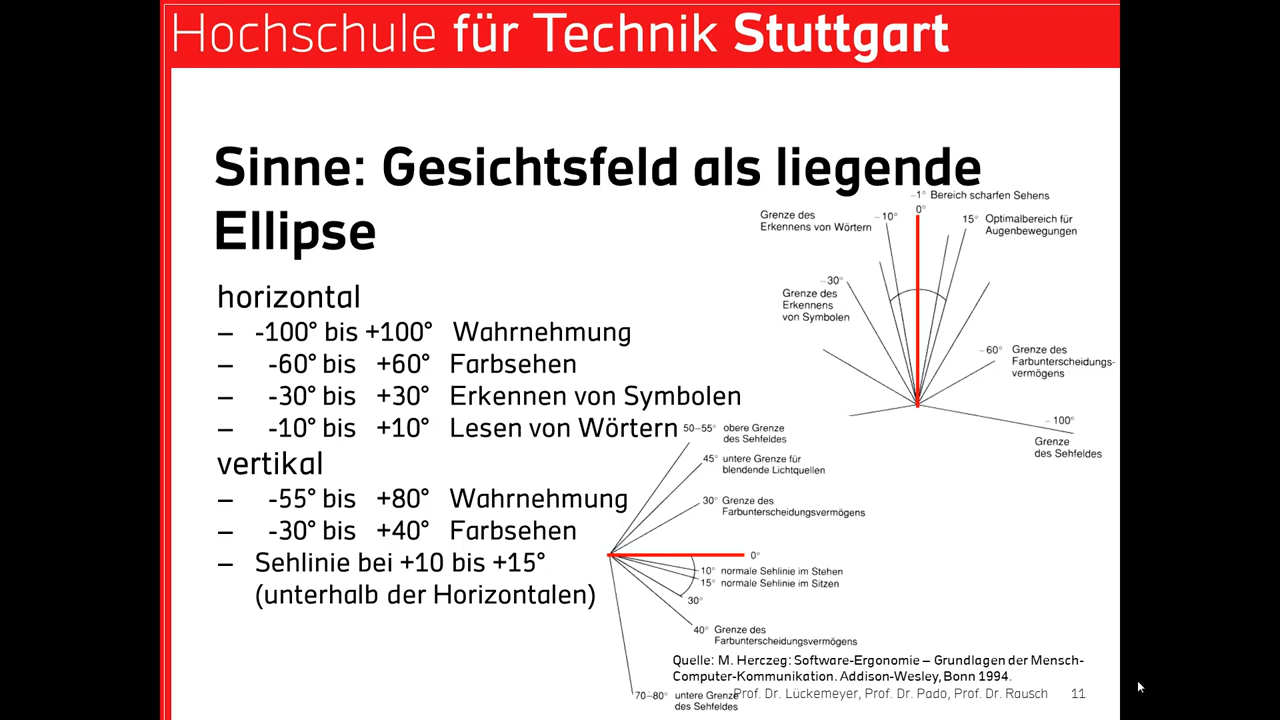 Hochschule für Technik Stuttgart
Sinne: Gesichtsfeld als liegende
Ellipse
horizontal
– -100° bis +100° Wahrnehmung
– -60° bis +60° Farbsehen
– -30° bis +30° Erkennen von Symbolen
– -10° bis +10° Lesen von Wörtern
vertikal
– -55° bis +80° Wahrnehmung
– -30° bis +40° Farbsehen
– Sehlinie bei +10 bis +15°
(unterhalb der Horizontalen)
–1° Bereich scharfen Sehens
0°
Grenze des
Erkennens von Wörtern
–10°
15° Optimalbereich für
Augenbewegungen
–30°
Grenze des
Erkennens
von Symbolen
–60° Grenze des
Farbunterscheidungs-
vermögens
–100°
Grenze
des Sehfeldes
50–55° obere Grenze
des Sehfeldes
45° untere Grenze für
blendende Lichtquellen
30° Grenze des
Farbunterscheidungsvermögens
0°
10° normale Sehlinie im Stehen
15° normale Sehlinie im Sitzen
30°
40° Grenze des
Farbunterscheidungsvermögens
70–80° untere Grenze
des Sehfeldes
Quelle: M. Herczeg: Software-Ergonomie – Grundlagen der Mensch-
Computer-Kommunikation. Addison-Wesley, Bonn 1994.
Prof. Dr. Lückemeyer, Prof. Dr. Pado, Prof. Dr. Rausch 11